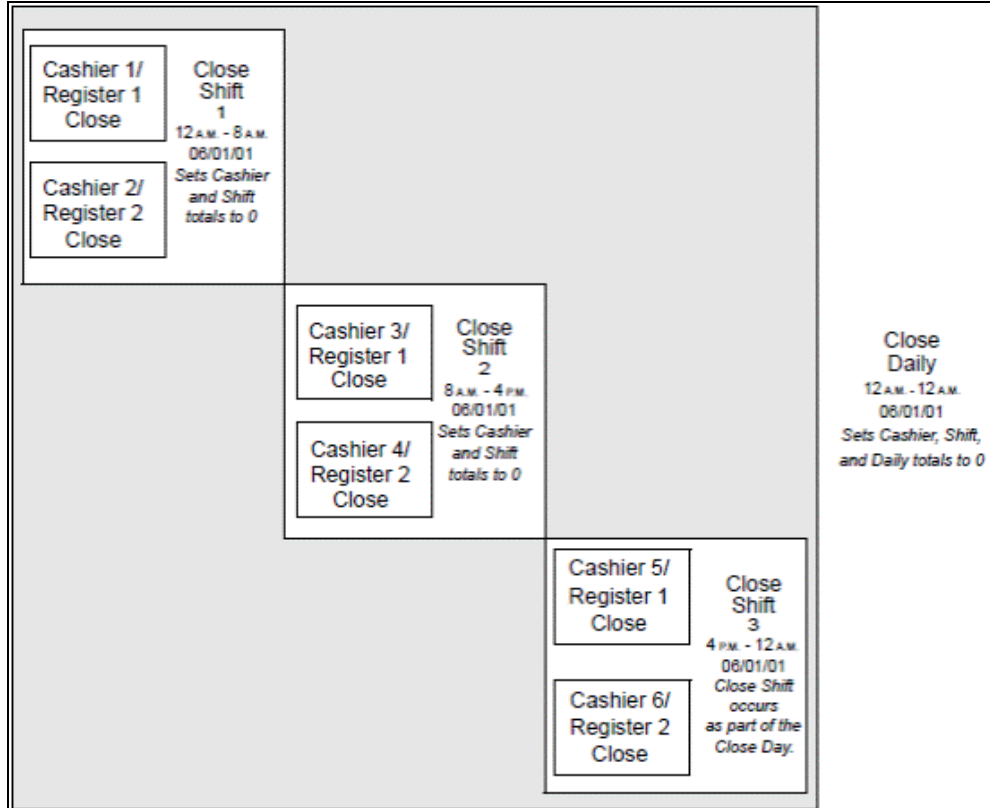 Cashier 1/
Register 1
Close
Cashier 2/
Register 2
Close
Close
Shift
1
12 A.M. - 8 A.M.
06/01/01
Sets Cashier
and Shift
totals to 0
Cashier 3/
Register 1
Close
Cashier 4/
Register 2
Close
Close
Shift
2
8 A.M. - 4 P.M.
06/01/01
Sets Cashier
and Shift
totals to 0
Cashier 5/
Register 1
Close
Cashier 6/
Register 2
Close
Close
Shift
3
4 P.M. - 12 A.M.
06/01/01
Close Shift
occurs
as part of the
Close Day.
Close
Daily
12 A.M. - 12 A.M.
06/01/01
Sets Cashier, Shift,
and Daily totals to 0